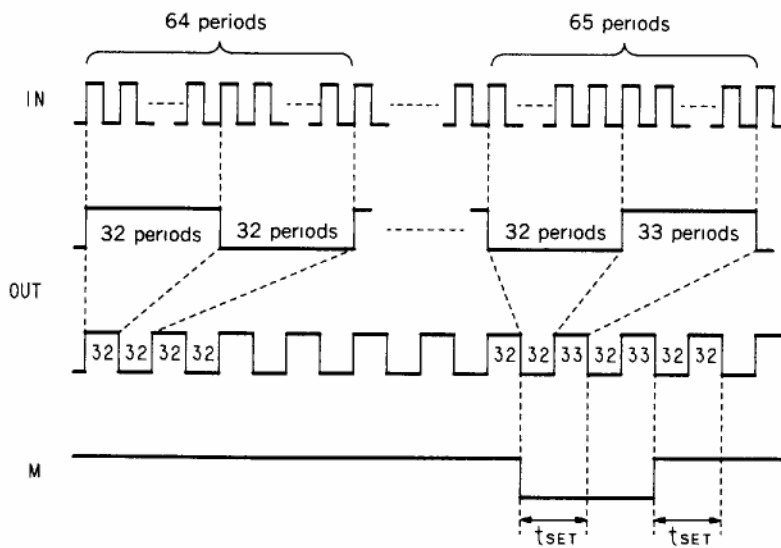 64 periods 65 periods
IN
32 periods 32 periods 32 periods 33 periods
OUT
32 32 32 32 32 32 33 32 33 32 32
M
tSET tSET